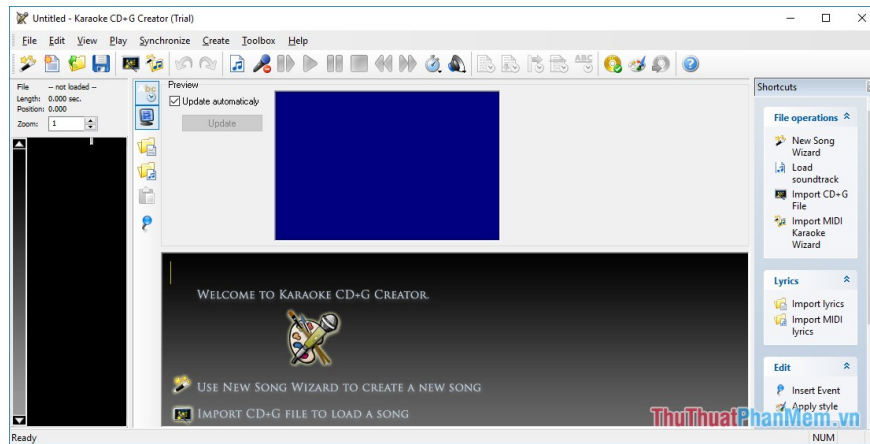 Untitled - Karaoke CD+G Creator (Trial)
File Edit View Play Synchronize Create Toolbox Help
File -- not loaded --
Length: 0.000 sec.
Position: 0.000
Zoom: 1
Preview
Update automaticaly
Update
WELCOME TO KARAOKE CD+G CREATOR.
USE NEW SONG WIZARD TO CREATE A NEW SONG
IMPORT CD+G FILE TO LOAD A SONG
Shortcuts
File operations
New Song
Wizard
Load
soundtrack
Import CD+G
File
Import MIDI
Karaoke
Wizard
Lyrics
Import lyrics
Import MIDI
lyrics
Edit
Insert Event
Apply style
ThuThuatPhanMem.vn
Ready
NUM